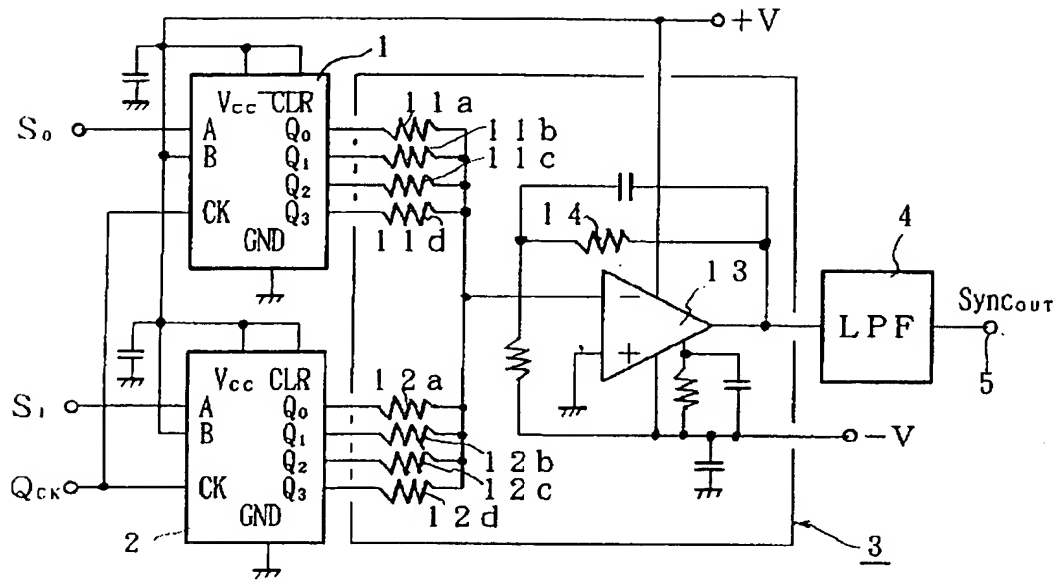 +V
1
Vcc CLR
S0
A
B
CK
GND
Q0
Q1
Q2
Q3
11a
11b
11c
11d
14
13
4
LPF
SyncOUT
5
Vcc CLR
S1
A
B
QCK
CK
GND
2
Q0
Q1
Q2
Q3
12a
12b
12c
12d
−
+
−V
3